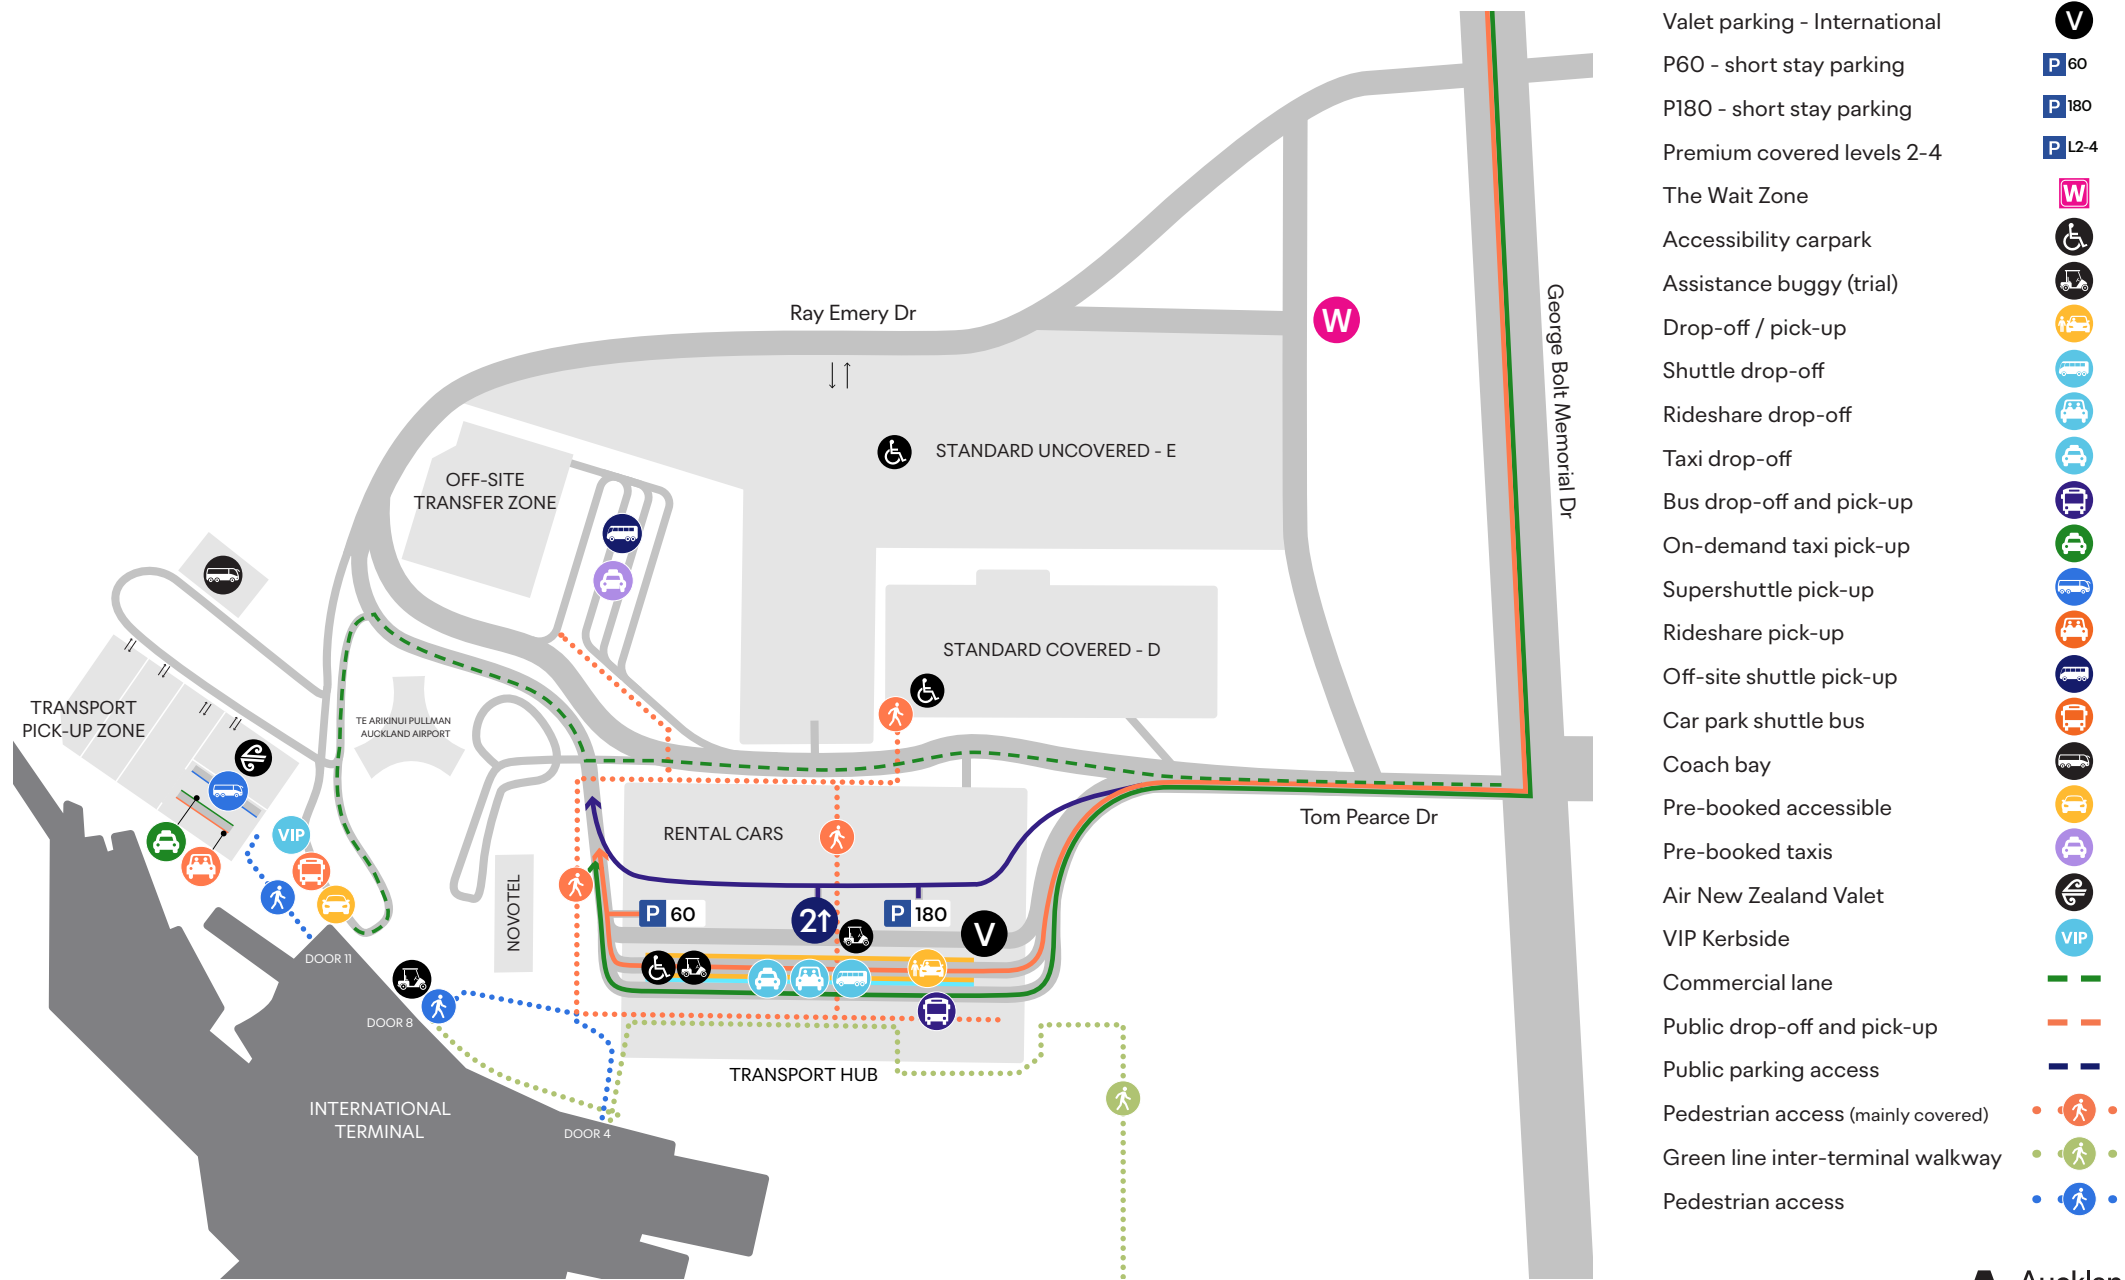 Ray Emery Dr
George Bolt Memorial Dr
W
STANDARD UNCOVERED - E
OFF-SITE
TRANSFER ZONE
STANDARD COVERED - D
TRANSPORT
PICK-UP ZONE
TE ARIKINUI PULLMAN
AUCKLAND AIRPORT
Tom Pearce Dr
RENTAL CARS
VIP
NOVOTEL
P 60
2↑
P 180
V
DOOR 11
DOOR 8
TRANSPORT HUB
INTERNATIONAL
TERMINAL
DOOR 4
Valet parking - International V
P60 - short stay parking P 60
P180 - short stay parking P 180
Premium covered levels 2-4 P L2-4
The Wait Zone W
Accessibility carpark
Assistance buggy (trial)
Drop-off / pick-up
Shuttle drop-off
Rideshare drop-off
Taxi drop-off
Bus drop-off and pick-up
On-demand taxi pick-up
Supershuttle pick-up
Rideshare pick-up
Off-site shuttle pick-up
Car park shuttle bus
Coach bay
Pre-booked accessible
Pre-booked taxis
Air New Zealand Valet
VIP Kerbside VIP
Commercial lane
Public drop-off and pick-up
Public parking access
Pedestrian access (mainly covered)
Green line inter-terminal walkway
Pedestrian access